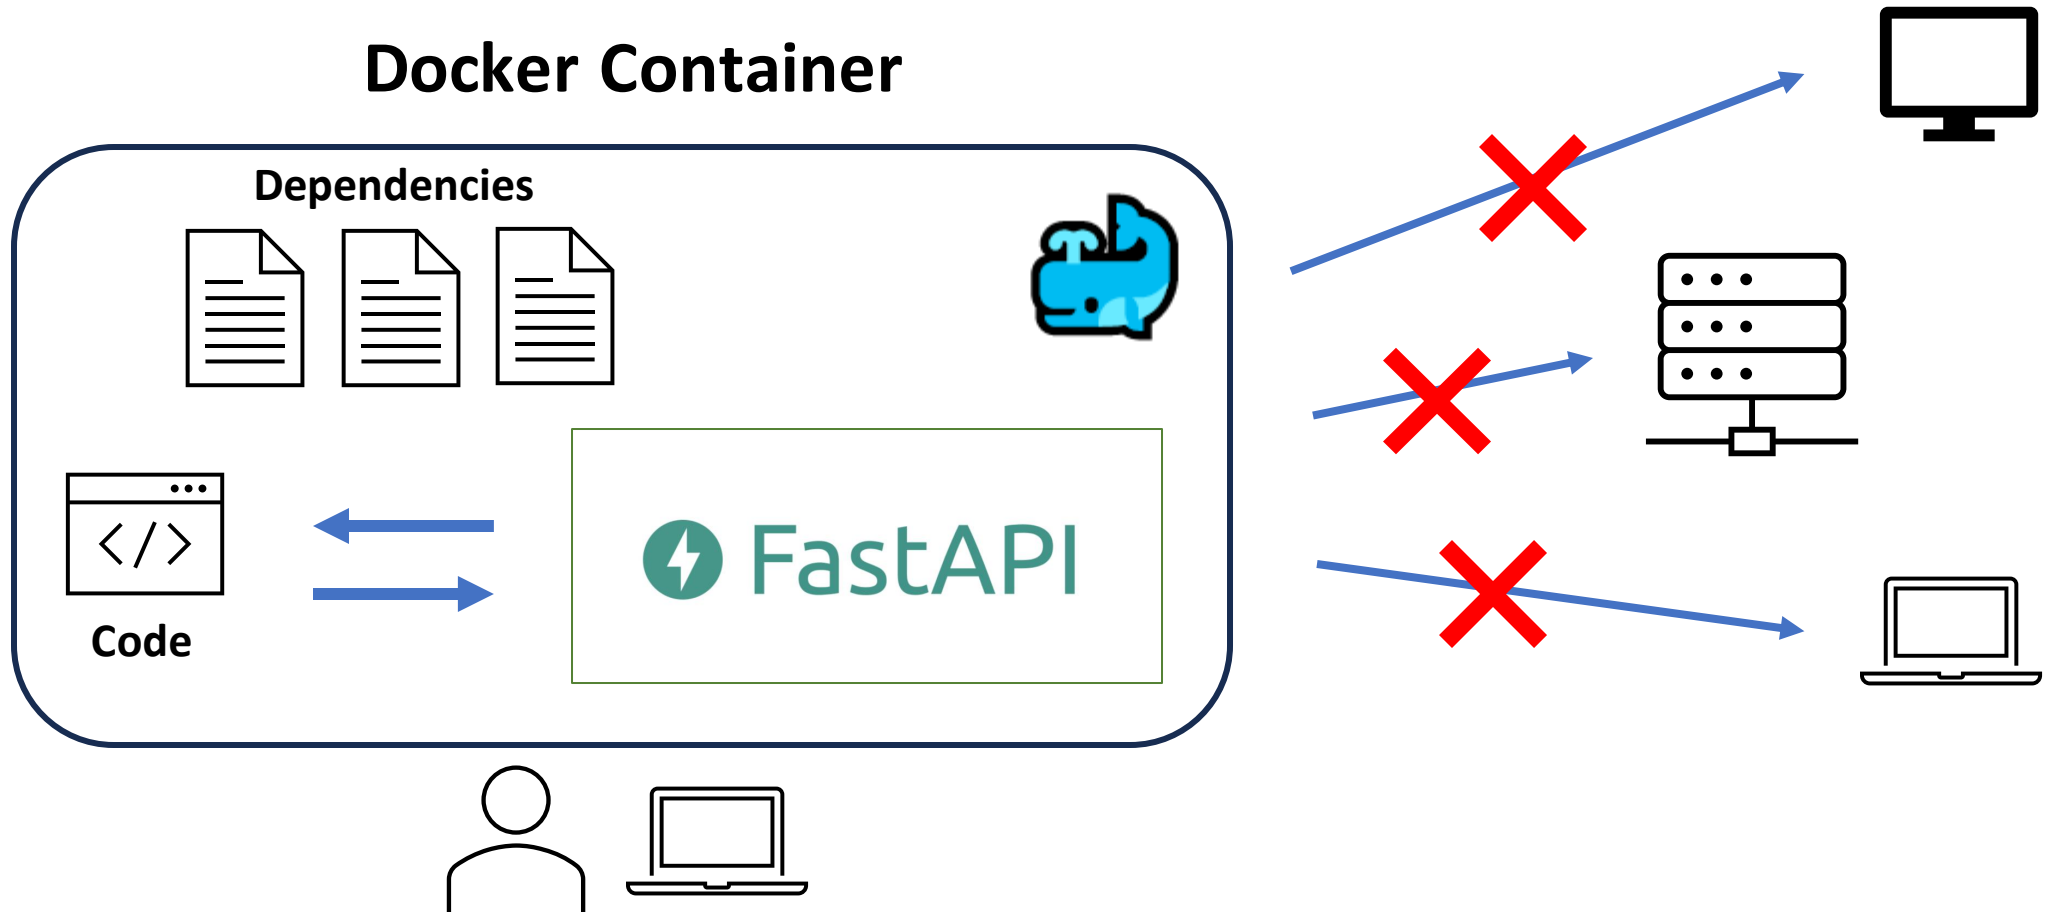 Docker Container
Dependencies
</>
FastAPI
Code